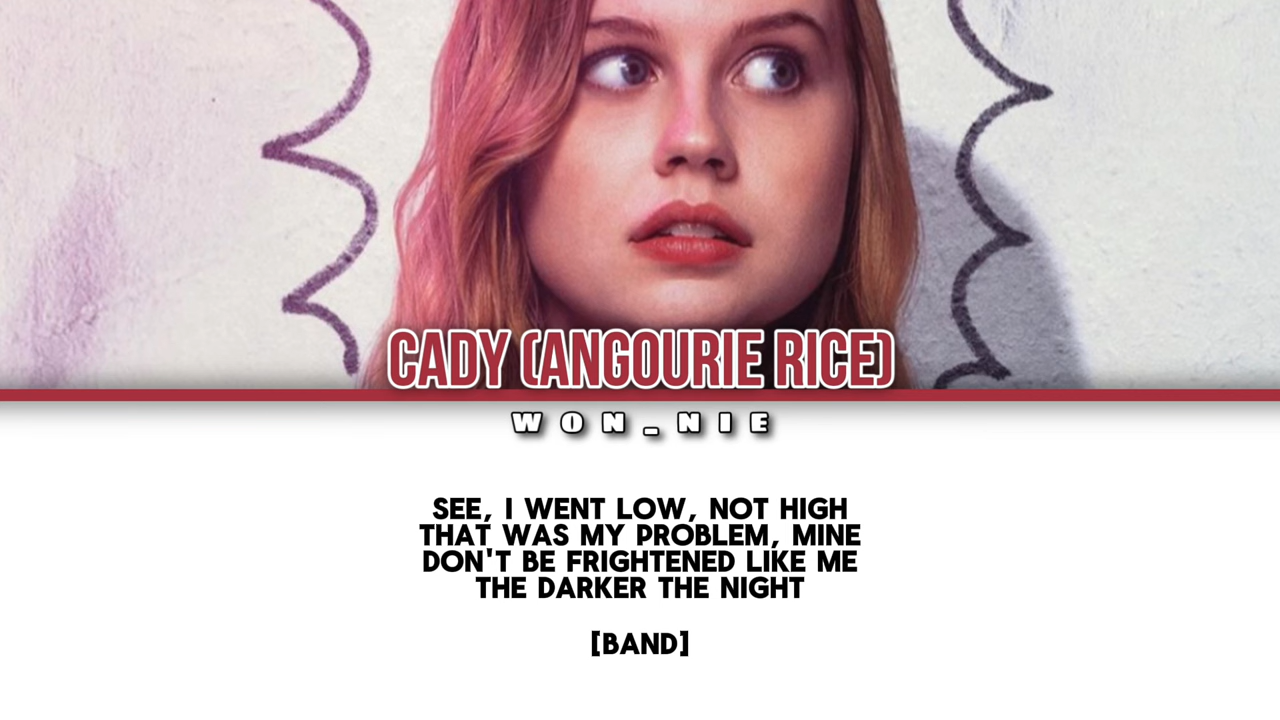 CADY (ANGOURIE RICE)
WON_NIE
SEE, I WENT LOW, NOT HIGH
THAT WAS MY PROBLEM, MINE
DON'T BE FRIGHTENED LIKE ME
THE DARKER THE NIGHT
[BAND]